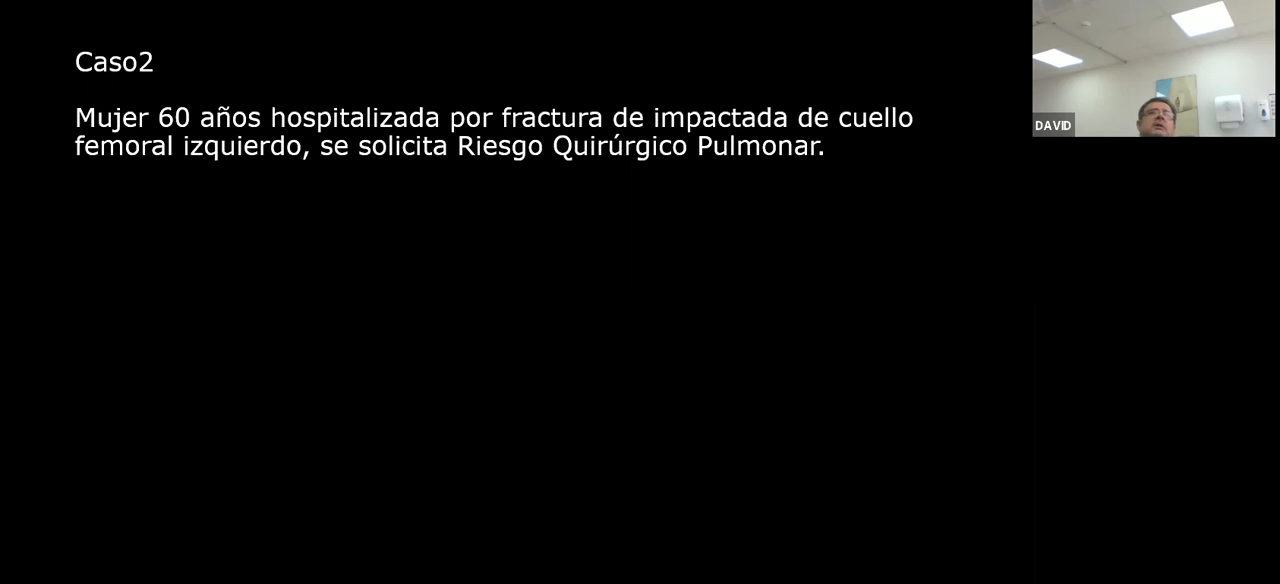 Caso2
Mujer 60 años hospitalizada por fractura de impactada de cuello
femoral izquierdo, se solicita Riesgo Quirúrgico Pulmonar.
DAVID